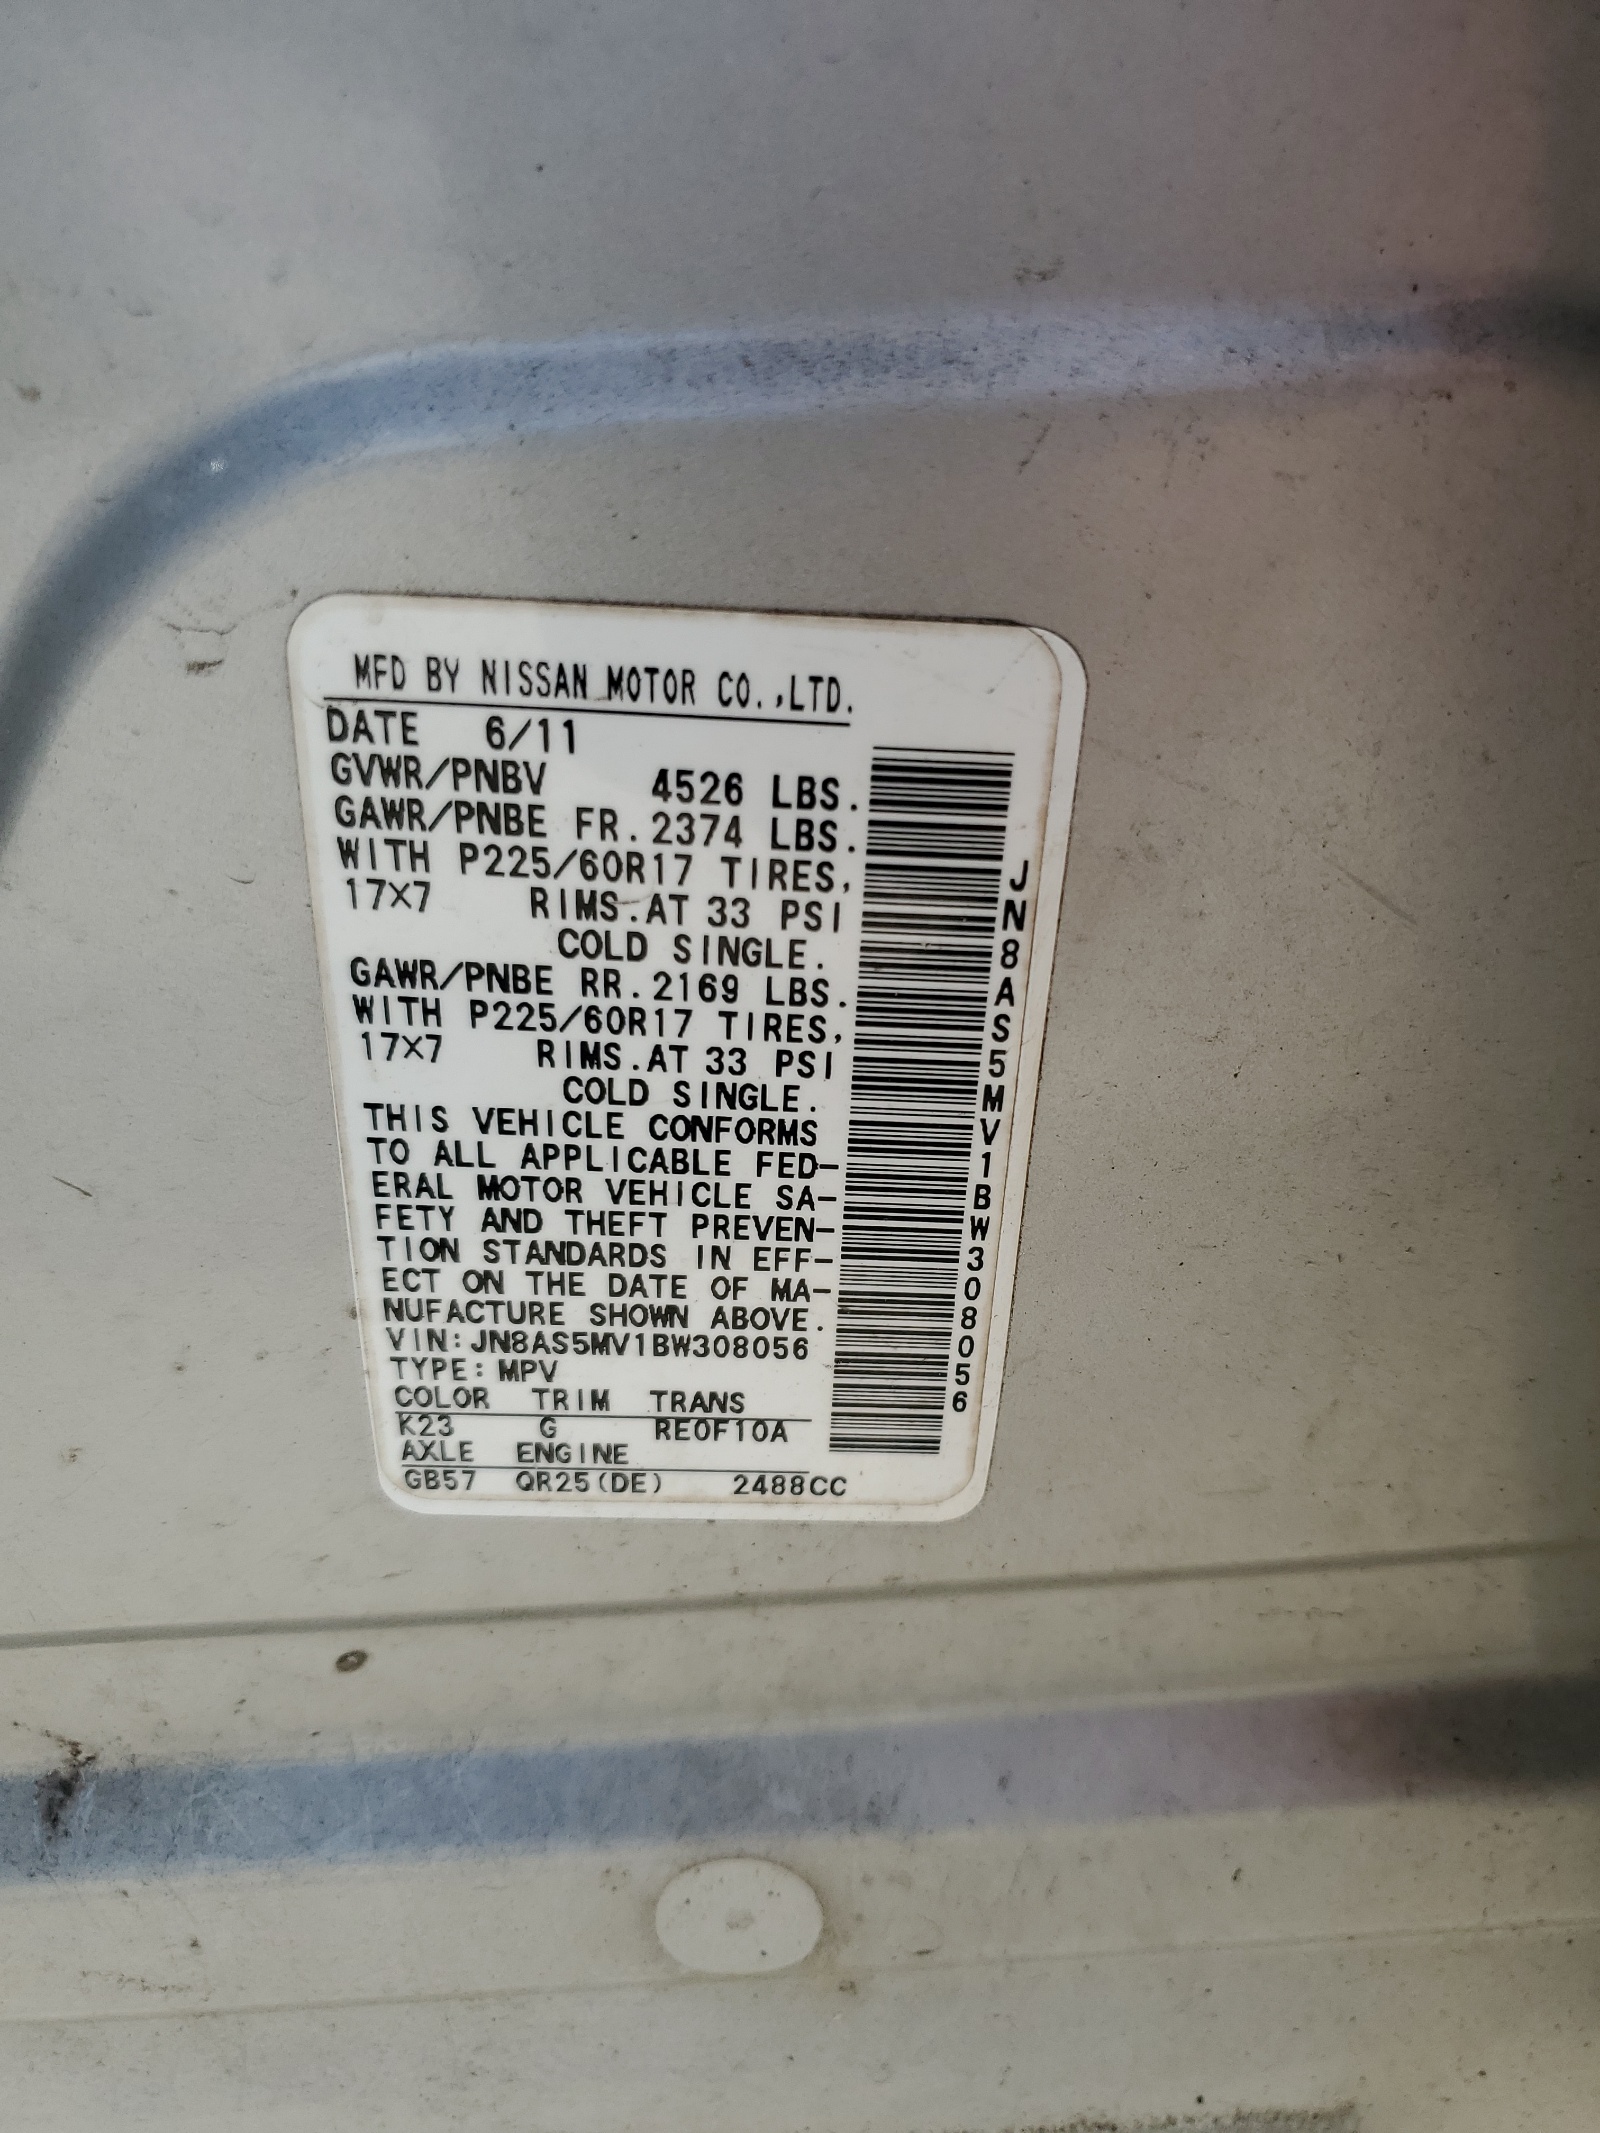 MFD BY NISSAN MOTOR CO.,LTD.
DATE 6/11
GVWR/PNBV 4526 LBS.
GAWR/PNBE FR. 2374 LBS.
WITH P225/60R17 TIRES,
17X7 RIMS.AT 33 PSI
COLD SINGLE.
GAWR/PNBE RR. 2169 LBS.
WITH P225/60R17 TIRES,
17X7 RIMS.AT 33 PSI
COLD SINGLE.
THIS VEHICLE CONFORMS
TO ALL APPLICABLE FED-
ERAL MOTOR VEHICLE SA-
FETY AND THEFT PREVEN-
TION STANDARDS IN EFF-
ECT ON THE DATE OF MA-
NUFACTURE SHOWN ABOVE.
VIN:JN8AS5MV1BW308056
TYPE:MPV
COLOR TRIM TRANS
K23 G RE0F10A
AXLE ENGINE
GB57 QR25(DE) 2488CC
JN8AS5MV1BW308056